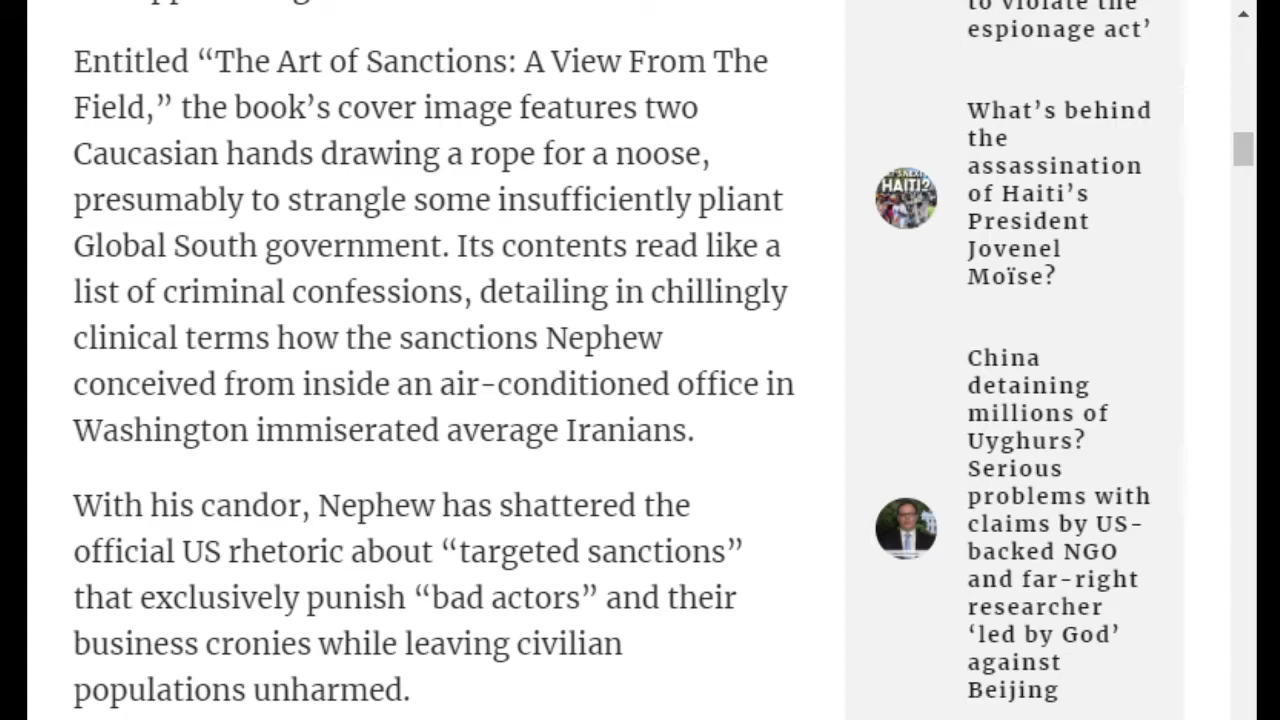 Entitled “The Art of Sanctions: A View From The
Field,” the book’s cover image features two
Caucasian hands drawing a rope for a noose,
presumably to strangle some insufficiently pliant
Global South government. Its contents read like a
list of criminal confessions, detailing in chillingly
clinical terms how the sanctions Nephew
conceived from inside an air-conditioned office in
Washington immiserated average Iranians.
With his candor, Nephew has shattered the
official US rhetoric about “targeted sanctions”
that exclusively punish “bad actors” and their
business cronies while leaving civilian
populations unharmed.
to violate the
espionage act’
HAITI?
What’s behind
the
assassination
of Haiti’s
President
Jovenel
Moïse?
China
detaining
millions of
Uyghurs?
Serious
problems with
claims by US-
backed NGO
and far-right
researcher
‘led by God’
against
Beijing